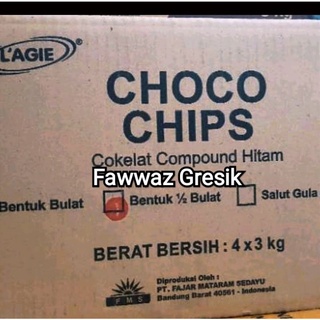 L'AGIE
CHOCO
CHIPS
Cokelat Compound Hitam
Fawwaz Gresik
Bentuk Bulat Bentuk ½ Bulat Salut Gula
BERAT BERSIH : 4 x 3 kg
Diproduksi Oleh :
PT. FAJAR MATARAM SEDAYU
Bandung Barat 40561 - Indonesia
FMS